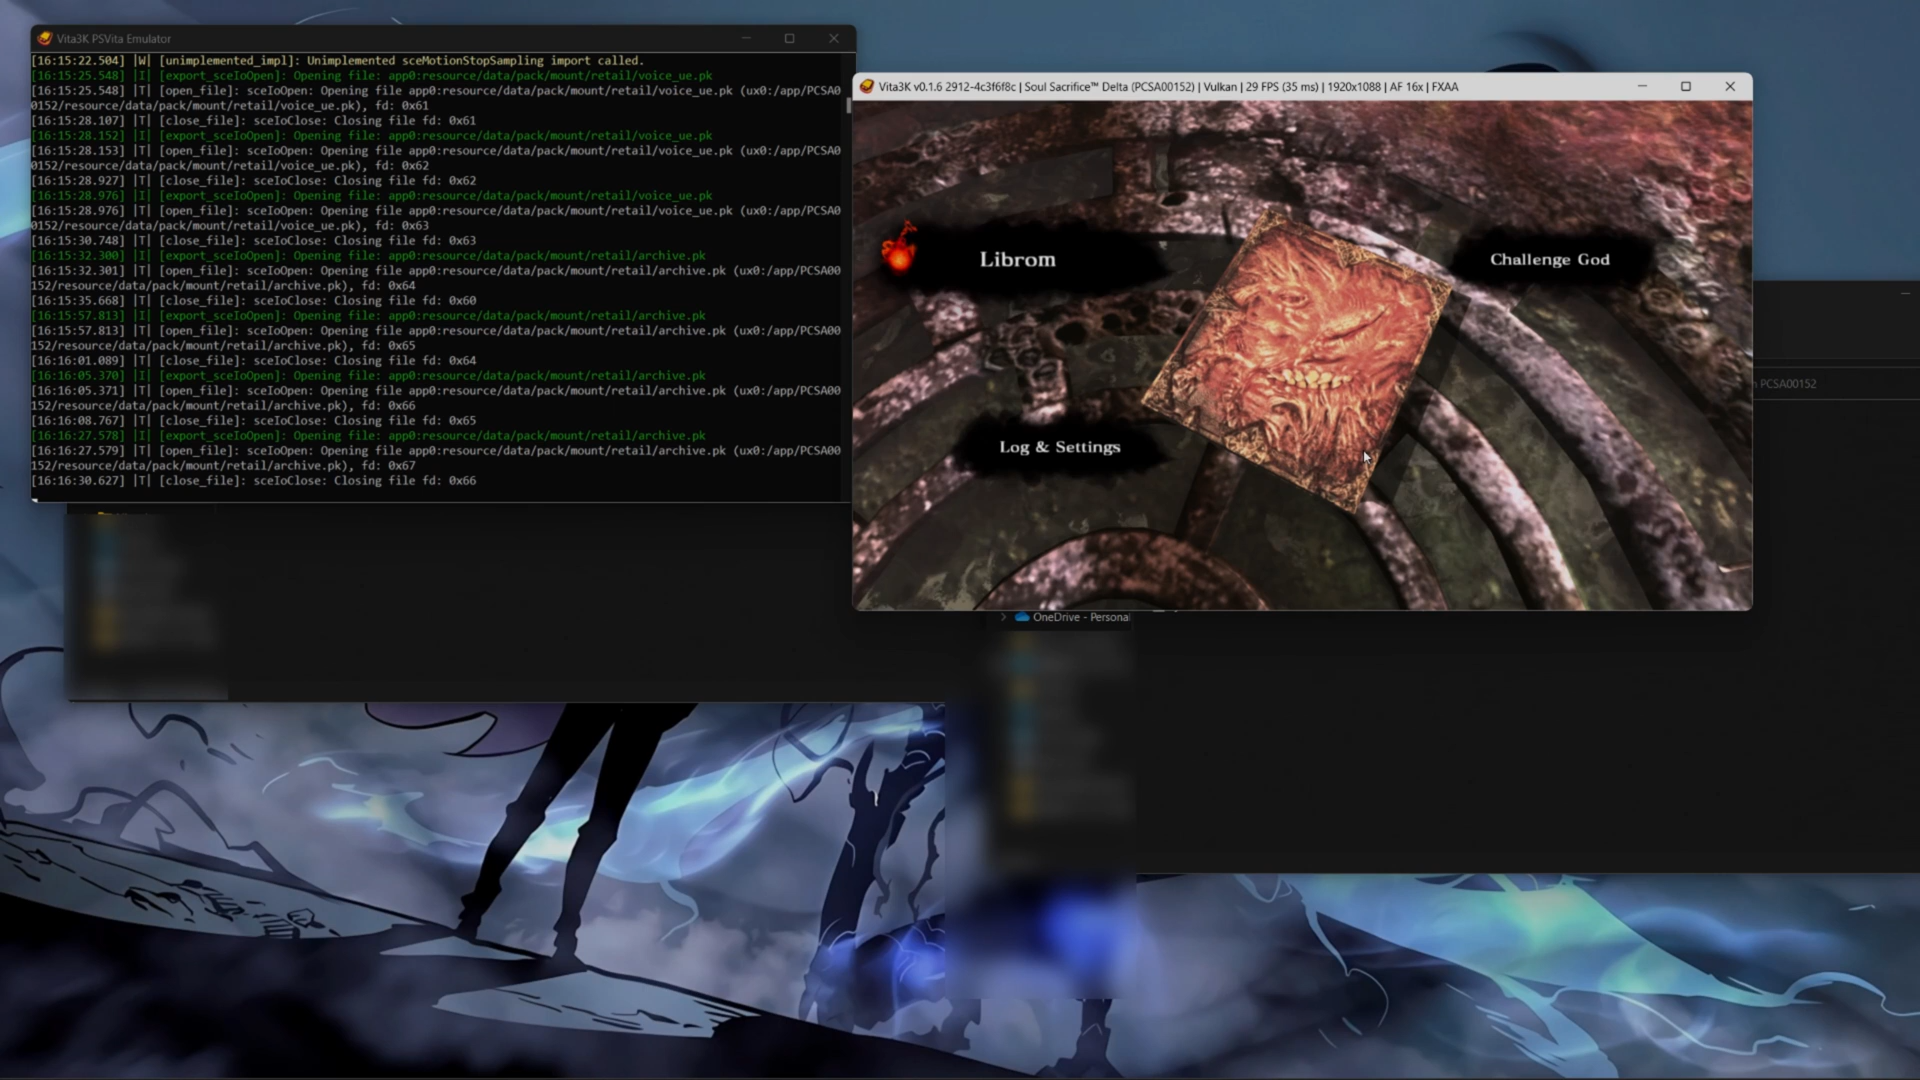 Vita3K PSVita Emulator
[16:15:22.504] |W| [unimplemented_impl]: Unimplemented sceMotionStopSampling import called.
[16:15:25.548] |I| [export_sceIoOpen]: Opening file: app0:resource/data/pack/mount/retail/voice_ue.pk
[16:15:25.548] |T| [open_file]: sceIoOpen: Opening file app0:resource/data/pack/mount/retail/voice_ue.pk (ux0:/app/PCSA0
0152/resource/data/pack/mount/retail/voice_ue.pk), fd: 0x61
[16:15:28.107] |T| [close_file]: sceIoClose: Closing file fd: 0x61
[16:15:28.152] |I| [export_sceIoOpen]: Opening file: app0:resource/data/pack/mount/retail/voice_ue.pk
[16:15:28.153] |T| [open_file]: sceIoOpen: Opening file app0:resource/data/pack/mount/retail/voice_ue.pk (ux0:/app/PCSA0
0152/resource/data/pack/mount/retail/voice_ue.pk), fd: 0x62
[16:15:28.927] |T| [close_file]: sceIoClose: Closing file fd: 0x62
[16:15:28.976] |I| [export_sceIoOpen]: Opening file: app0:resource/data/pack/mount/retail/voice_ue.pk
[16:15:28.976] |T| [open_file]: sceIoOpen: Opening file app0:resource/data/pack/mount/retail/voice_ue.pk (ux0:/app/PCSA0
0152/resource/data/pack/mount/retail/voice_ue.pk), fd: 0x63
[16:15:30.748] |T| [close_file]: sceIoClose: Closing file fd: 0x63
[16:15:32.300] |I| [export_sceIoOpen]: Opening file: app0:resource/data/pack/mount/retail/archive.pk
[16:15:32.301] |T| [open_file]: sceIoOpen: Opening file app0:resource/data/pack/mount/retail/archive.pk (ux0:/app/PCSA00
152/resource/data/pack/mount/retail/archive.pk), fd: 0x64
[16:15:35.668] |T| [close_file]: sceIoClose: Closing file fd: 0x60
[16:15:57.813] |I| [export_sceIoOpen]: Opening file: app0:resource/data/pack/mount/retail/archive.pk
[16:15:57.813] |T| [open_file]: sceIoOpen: Opening file app0:resource/data/pack/mount/retail/archive.pk (ux0:/app/PCSA00
152/resource/data/pack/mount/retail/archive.pk), fd: 0x65
[16:16:01.089] |T| [close_file]: sceIoClose: Closing file fd: 0x64
[16:16:05.370] |I| [export_sceIoOpen]: Opening file: app0:resource/data/pack/mount/retail/archive.pk
[16:16:05.371] |T| [open_file]: sceIoOpen: Opening file app0:resource/data/pack/mount/retail/archive.pk (ux0:/app/PCSA00
152/resource/data/pack/mount/retail/archive.pk), fd: 0x66
[16:16:08.767] |T| [close_file]: sceIoClose: Closing file fd: 0x65
[16:16:27.578] |I| [export_sceIoOpen]: Opening file: app0:resource/data/pack/mount/retail/archive.pk
[16:16:27.579] |T| [open_file]: sceIoOpen: Opening file app0:resource/data/pack/mount/retail/archive.pk (ux0:/app/PCSA00
152/resource/data/pack/mount/retail/archive.pk), fd: 0x67
[16:16:30.627] |T| [close_file]: sceIoClose: Closing file fd: 0x66
Vita3K v0.1.6 2912-4c3f6f8c | Soul Sacrifice™ Delta (PCSA00152) | Vulkan | 29 FPS (35 ms) | 1920x1088 | AF 16x | FXAA
Librom
Challenge God
Log & Settings
PCSA00152
OneDrive - Personal